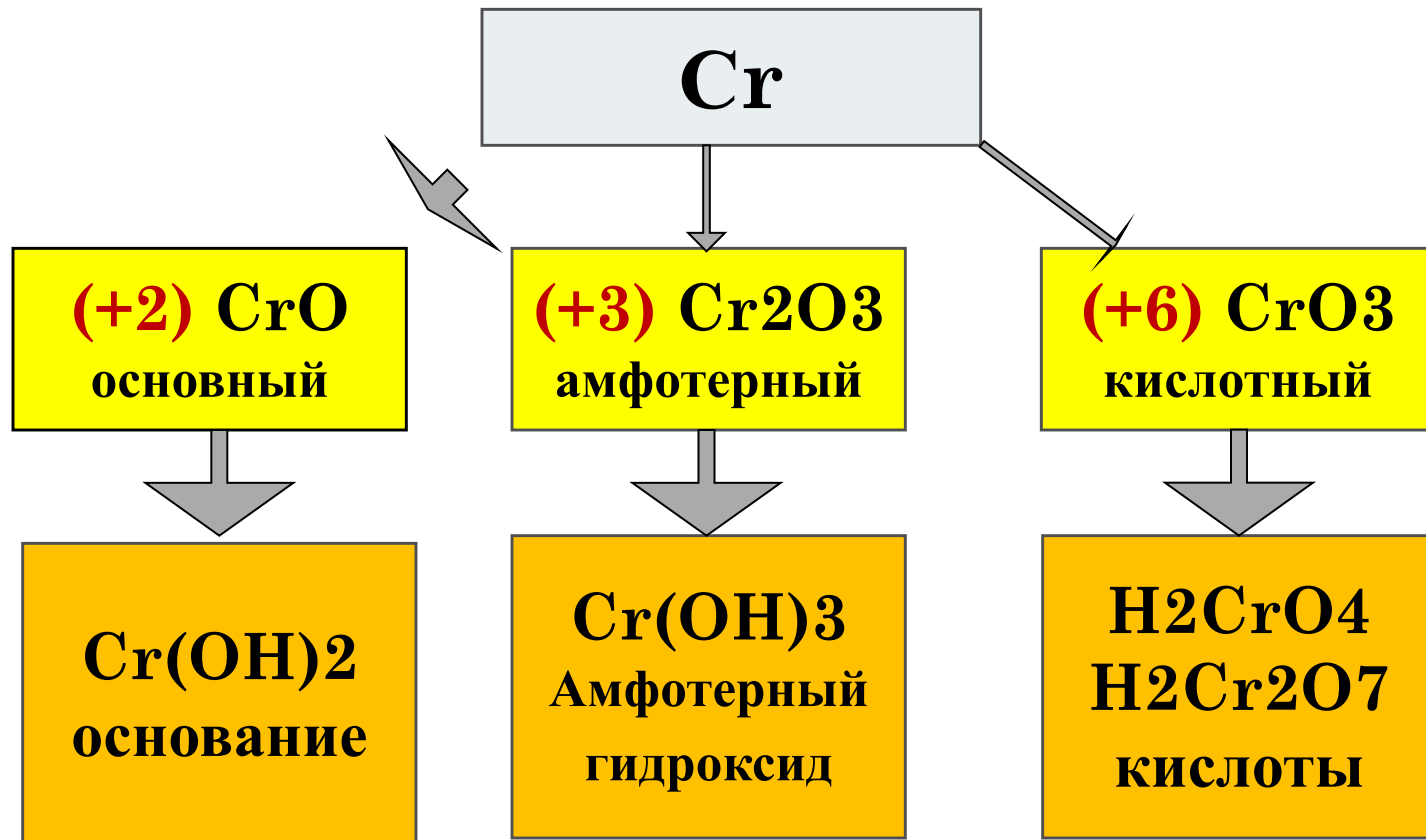 Cr
(+2) CrO
основный
(+3) Cr2O3
амфотерный
(+6) CrO3
кислотный
Cr(OH)2
основание
Cr(OH)3
Амфотерный
гидроксид
H2CrO4
H2Cr2O7
кислоты